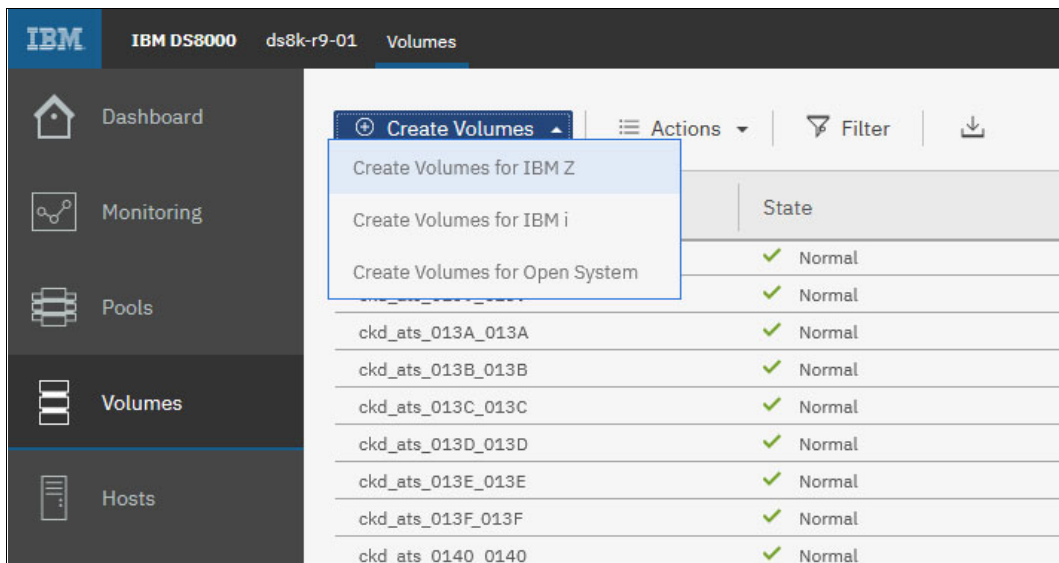 IBM IBM DS8000 ds8k-r9-01 Volumes
Dashboard
Monitoring
Pools
Volumes
Hosts
Create Volumes Actions Filter
Create Volumes for IBM Z
Create Volumes for IBM i
Create Volumes for Open System
State
Normal
Normal
ckd_ats_013A_013A Normal
ckd_ats_013B_013B Normal
ckd_ats_013C_013C Normal
ckd_ats_013D_013D Normal
ckd_ats_013E_013E Normal
ckd_ats_013F_013F Normal
ckd_ats_0140_0140 Normal